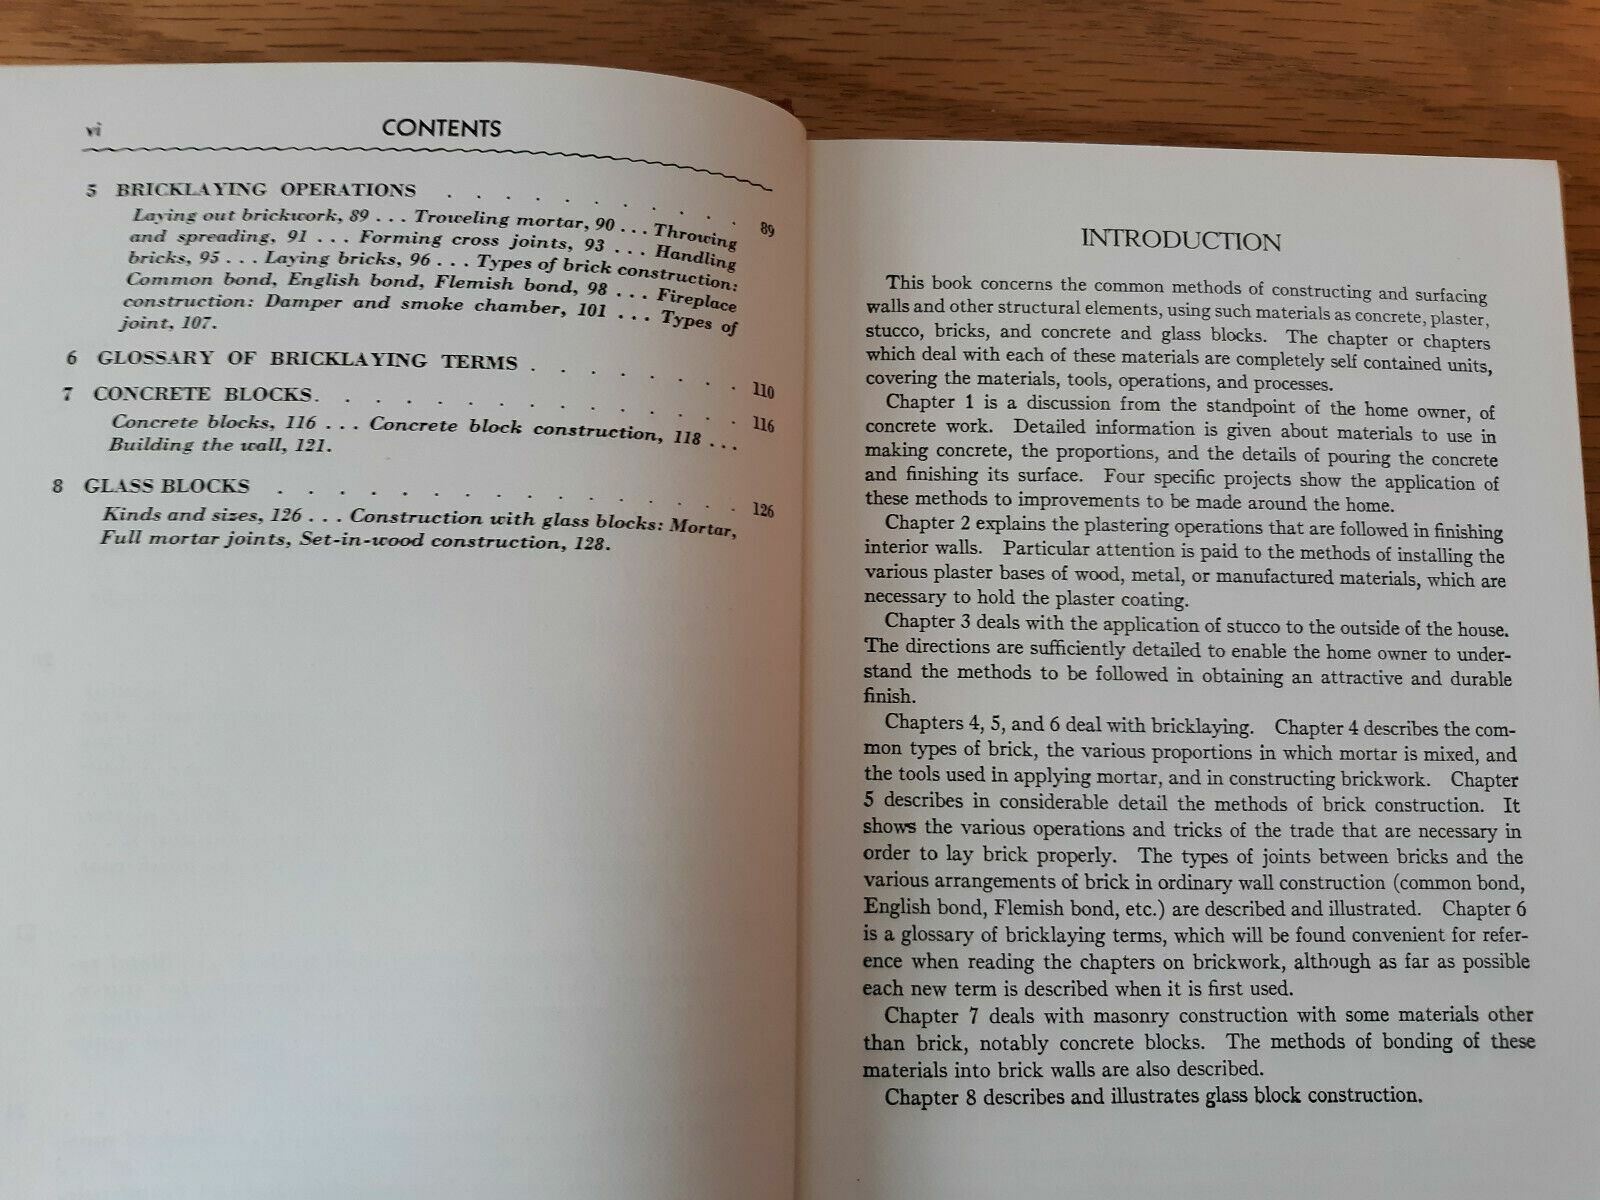 vi CONTENTS
5 BRICKLAYING OPERATIONS . . . . . . . . . . 89
Laying out brickwork, 89 . . . Troweling mortar, 90 . . . Throwing
and spreading, 91 . . . Forming cross joints, 93 . . . Handling
bricks, 95 . . . Laying bricks, 96 . . . Types of brick construction:
Common bond, English bond, Flemish bond, 98 . . . Fireplace
construction: Damper and smoke chamber, 101 . . . Types of
joint, 107.
6 GLOSSARY OF BRICKLAYING TERMS . . . . . . . . 110
7 CONCRETE BLOCKS. . . . . . . . . . . . . . 116
Concrete blocks, 116 . . . Concrete block construction, 118 . . .
Building the wall, 121.
8 GLASS BLOCKS . . . . . . . . . . . . . . . 126
Kinds and sizes, 126 . . . Construction with glass blocks: Mortar,
Full mortar joints, Set-in-wood construction, 128.
INTRODUCTION
This book concerns the common methods of constructing and surfacing
walls and other structural elements, using such materials as concrete, plaster,
stucco, bricks, and concrete and glass blocks. The chapter or chapters
which deal with each of these materials are completely self contained units,
covering the materials, tools, operations, and processes.
Chapter 1 is a discussion from the standpoint of the home owner, of
concrete work. Detailed information is given about materials to use in
making concrete, the proportions, and the details of pouring the concrete
and finishing its surface. Four specific projects show the application of
these methods to improvements to be made around the home.
Chapter 2 explains the plastering operations that are followed in finishing
interior walls. Particular attention is paid to the methods of installing the
various plaster bases of wood, metal, or manufactured materials, which are
necessary to hold the plaster coating.
Chapter 3 deals with the application of stucco to the outside of the house.
The directions are sufficiently detailed to enable the home owner to under-
stand the methods to be followed in obtaining an attractive and durable
finish.
Chapters 4, 5, and 6 deal with bricklaying. Chapter 4 describes the com-
mon types of brick, the various proportions in which mortar is mixed, and
the tools used in applying mortar, and in constructing brickwork. Chapter
5 describes in considerable detail the methods of brick construction. It
shows the various operations and tricks of the trade that are necessary in
order to lay brick properly. The types of joints between bricks and the
various arrangements of brick in ordinary wall construction (common bond,
English bond, Flemish bond, etc.) are described and illustrated. Chapter 6
is a glossary of bricklaying terms, which will be found convenient for refer-
ence when reading the chapters on brickwork, although as far as possible
each new term is described when it is first used.
Chapter 7 deals with masonry construction with some materials other
than brick, notably concrete blocks. The methods of bonding of these
materials into brick walls are also described.
Chapter 8 describes and illustrates glass block construction.